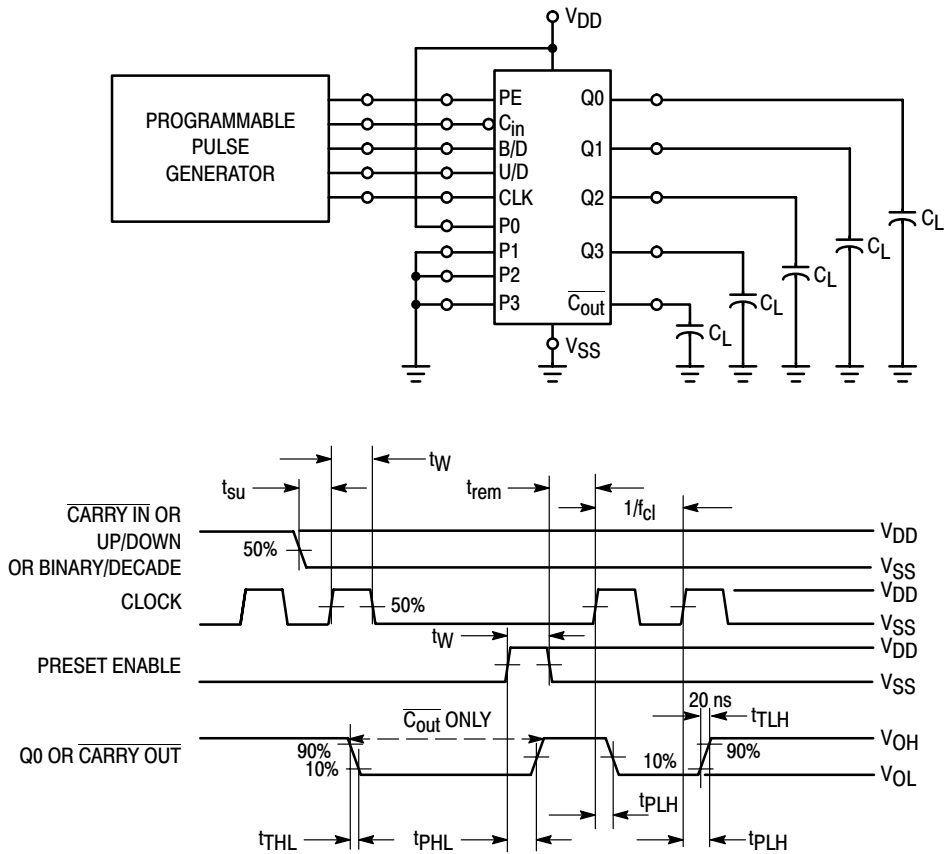 VDD
PROGRAMMABLE
PULSE
GENERATOR
PE
Cin
B/D
U/D
CLK
P0
P1
P2
P3
Q0
Q1
Q2
Q3
Cout
VSS
CL
CL
CL
CL
CL
tW
tsu
trem
1/fcl
CARRY IN OR
UP/DOWN
OR BINARY/DECADE
50%
VDD
VSS
CLOCK
50%
VDD
VSS
tW
PRESET ENABLE
VDD
VSS
20 ns
tTLH
Cout ONLY
Q0 OR CARRY OUT
90%
10%
10%
90%
VOH
VOL
tPLH
tTHL
tPHL
tPLH